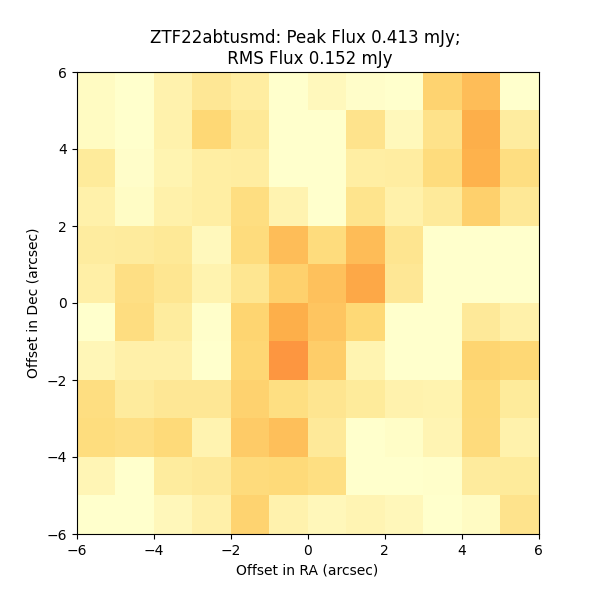 ZTF22abtusmd: Peak Flux 0.413 mJy;
RMS Flux 0.152 mJy
6
4
2
0
−2
−4
−6
Offset in Dec (arcsec)
−6 −4 −2 0 2 4 6
Offset in RA (arcsec)